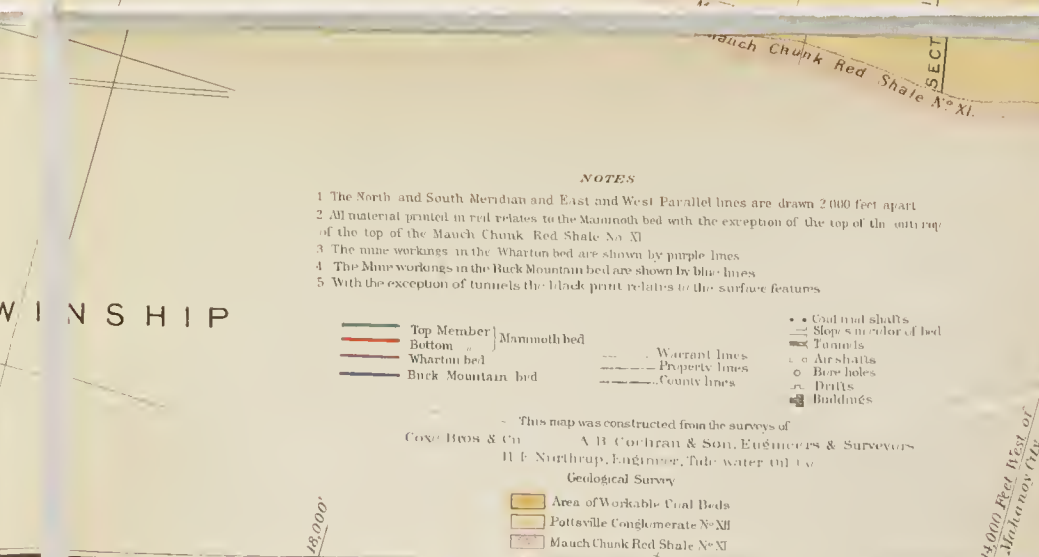 Mauch Chunk Red Shale No XI.
SECT
NOTES
1 The North and South Meridian and East and West Parallel lines are drawn 2000 feet apart
2 All material printed in red relates to the Mammoth bed with the exception of the top of the outcrop
of the top of the Mauch Chunk Red Shale No XI
3 The mine workings in the Wharton bed are shown by purple lines
4 The Mine workings in the Buck Mountain bed are shown by blue lines
5 With the exception of tunnels the black print relates to the surface features
WINSHIP
Top Member
Bottom „
Mammoth bed
Wharton bed
Buck Mountain bed
Warrant lines
Property lines
County lines
Coal shafts
Slopes in color of bed
Tunnels
Air shafts
Bore holes
Drifts
Buildings
This map was constructed from the surveys of
Coxe Bros & Co A B Cochran & Son, Engineers & Surveyors
Northrup, Engineer, Tide water Oil Co
Geological Survey
Area of Workable Coal Beds
Pottsville Conglomerate No XII
Mauch Chunk Red Shale No XI
18,000'
Feet West of
Mahanoy City